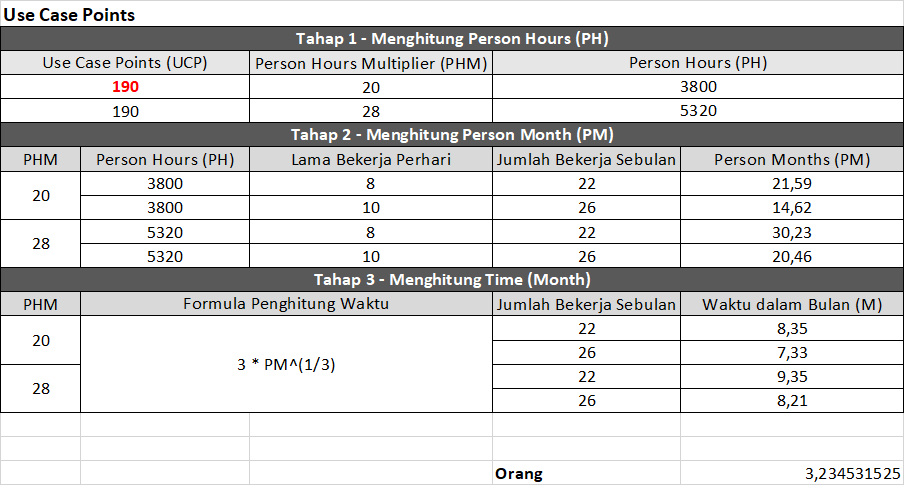 Use Case Points
Tahap 1 - Menghitung Person Hours (PH)
Use Case Points (UCP) Person Hours Multiplier (PHM) Person Hours (PH)
190 20 3800
190 28 5320
Tahap 2 - Menghitung Person Month (PM)
PHM Person Hours (PH) Lama Bekerja Perhari Jumlah Bekerja Sebulan Person Months (PM)
20 3800 8 22 21,59
3800 10 26 14,62
28 5320 8 22 30,23
5320 10 26 20,46
Tahap 3 - Menghitung Time (Month)
PHM Formula Penghitung Waktu Jumlah Bekerja Sebulan Waktu dalam Bulan (M)
20 3 * PM^(1/3) 22 8,35
26 7,33
28 22 9,35
26 8,21
Orang 3,234531525